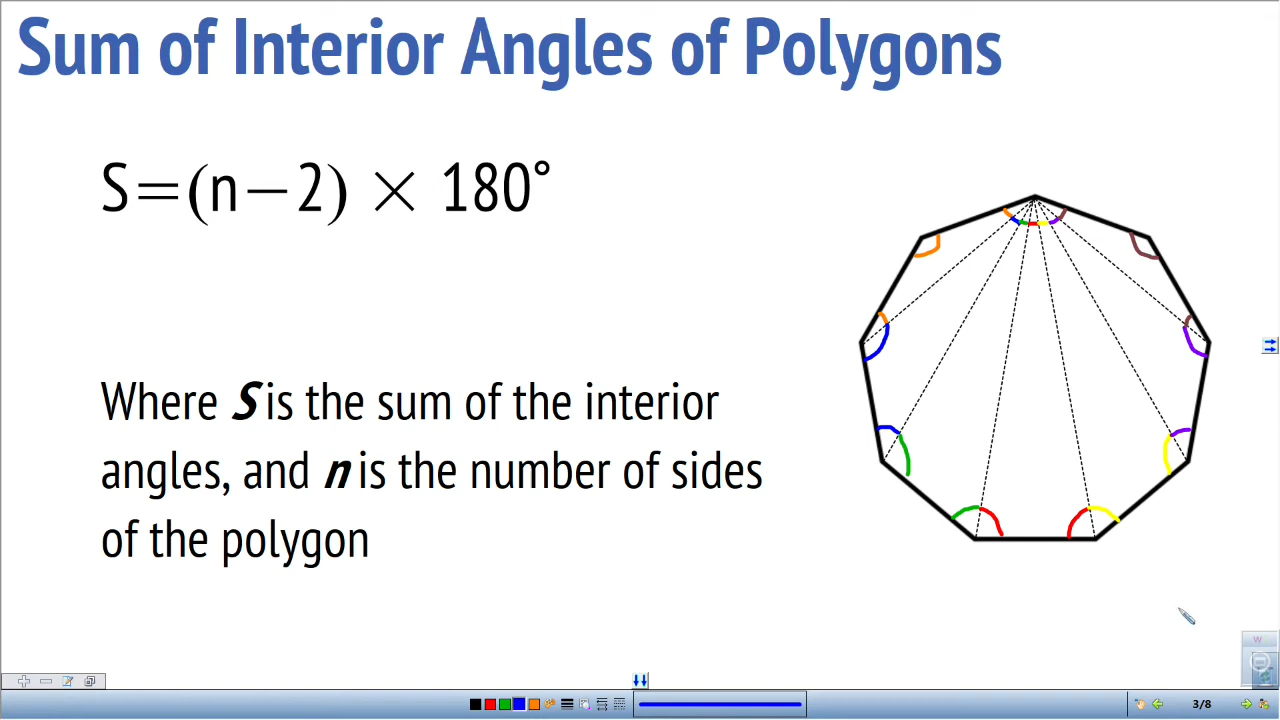 Sum of Interior Angles of Polygons
S=(n−2) × 180°
Where S is the sum of the interior
angles, and n is the number of sides
of the polygon
W
3/8